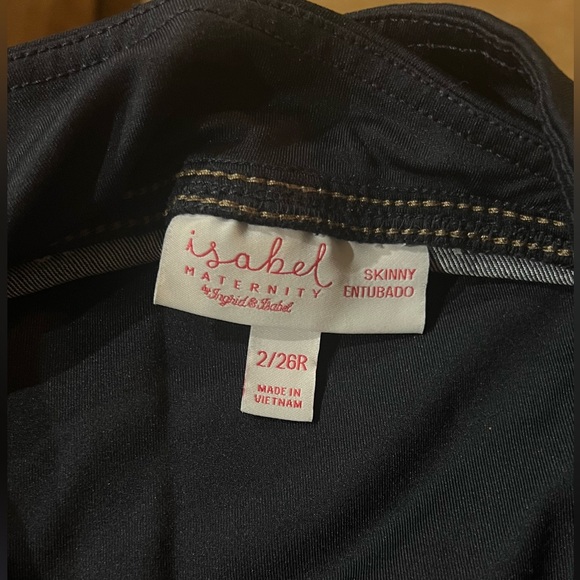 isabel
MATERNITY
by Ingrid & Isabel
SKINNY
ENTUBADO
2/26R
MADE IN
VIETNAM